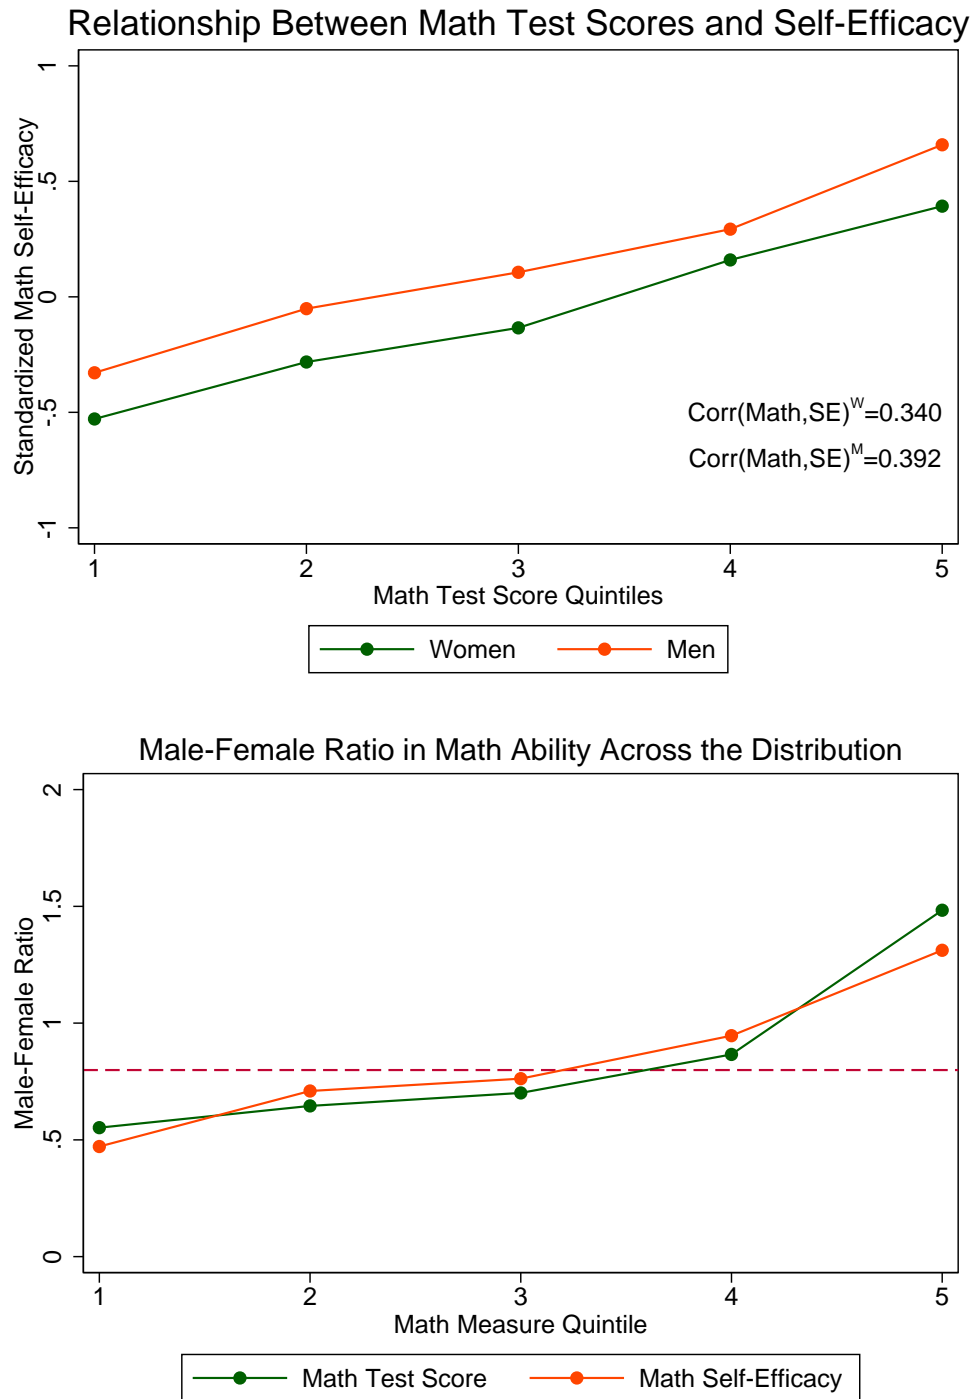 Relationship Between Math Test Scores and Self-Efficacy
Standardized Math Self-Efficacy
1
.5
0
-.5
-1
Corr(Math,SE)^W=0.340
Corr(Math,SE)^M=0.392
1 2 3 4 5
Math Test Score Quintiles
Women Men
Male-Female Ratio in Math Ability Across the Distribution
Male-Female Ratio
2
1.5
1
.5
0
1 2 3 4 5
Math Measure Quintile
Math Test Score Math Self-Efficacy